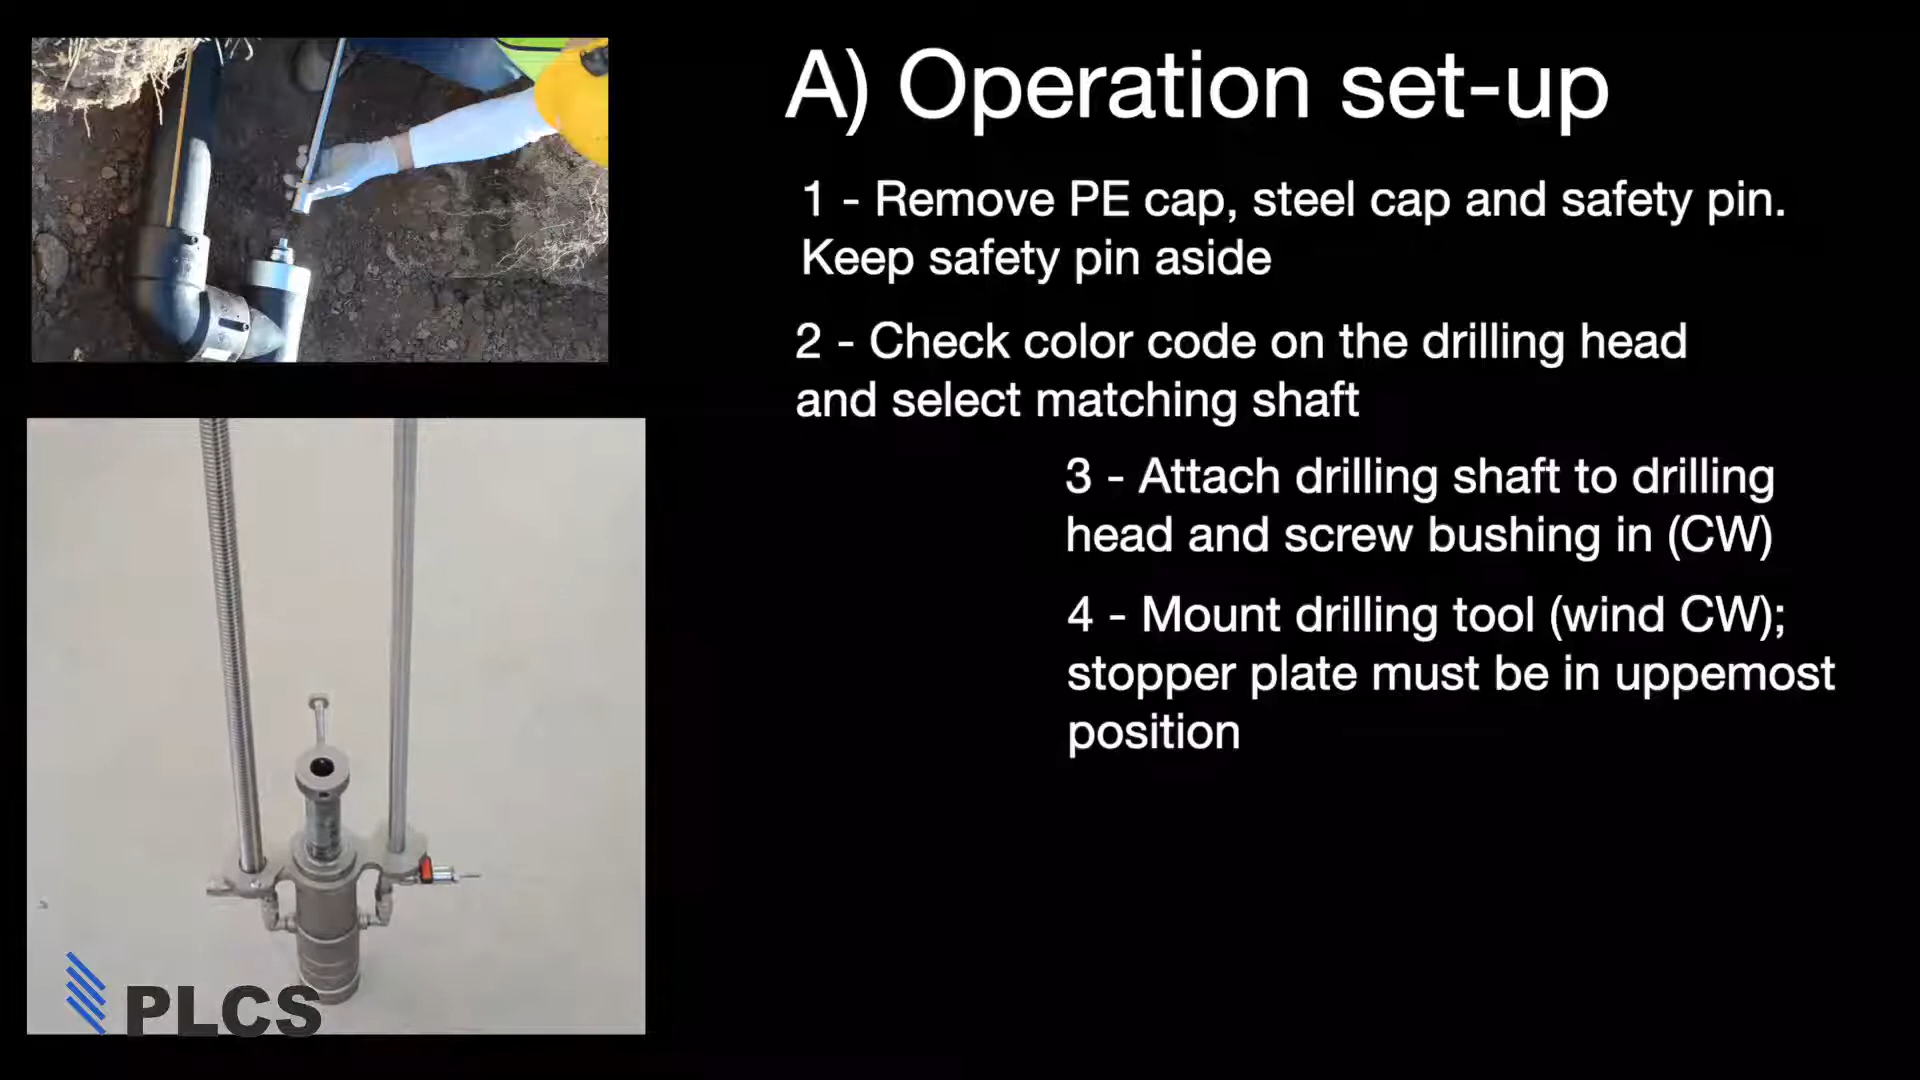 A) Operation set-up
1 - Remove PE cap, steel cap and safety pin.
Keep safety pin aside
2 - Check color code on the drilling head
and select matching shaft
3 - Attach drilling shaft to drilling
head and screw bushing in (CW)
4 - Mount drilling tool (wind CW);
stopper plate must be in uppemost
position
PLCS